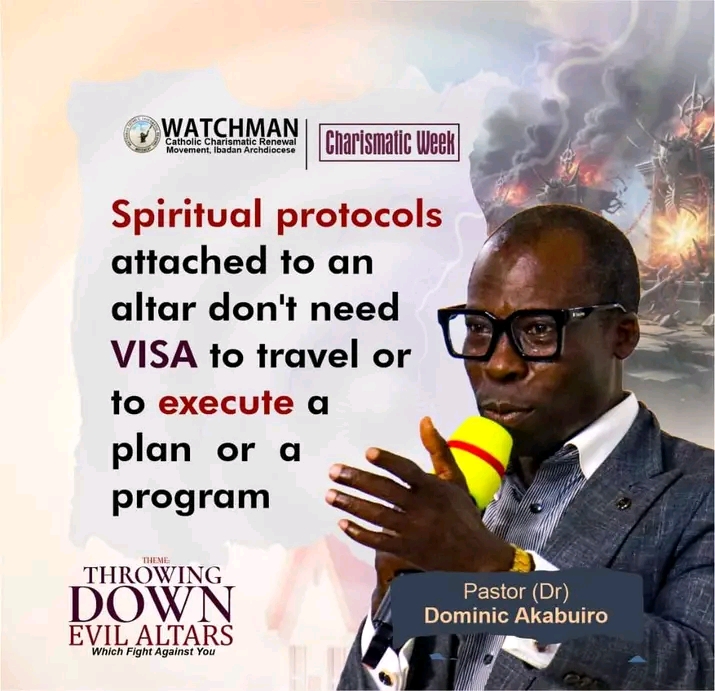 WATCHMAN
Catholic Charismatic Renewal
Movement, Ibadan Archdiocese
Charismatic Week
Spiritual protocols
attached to an
altar don't need
VISA to travel or
to execute a
plan or a
program
THEME:
THROWING
DOWN
EVIL ALTARS
Which Fight Against You
Pastor (Dr)
Dominic Akabuiro